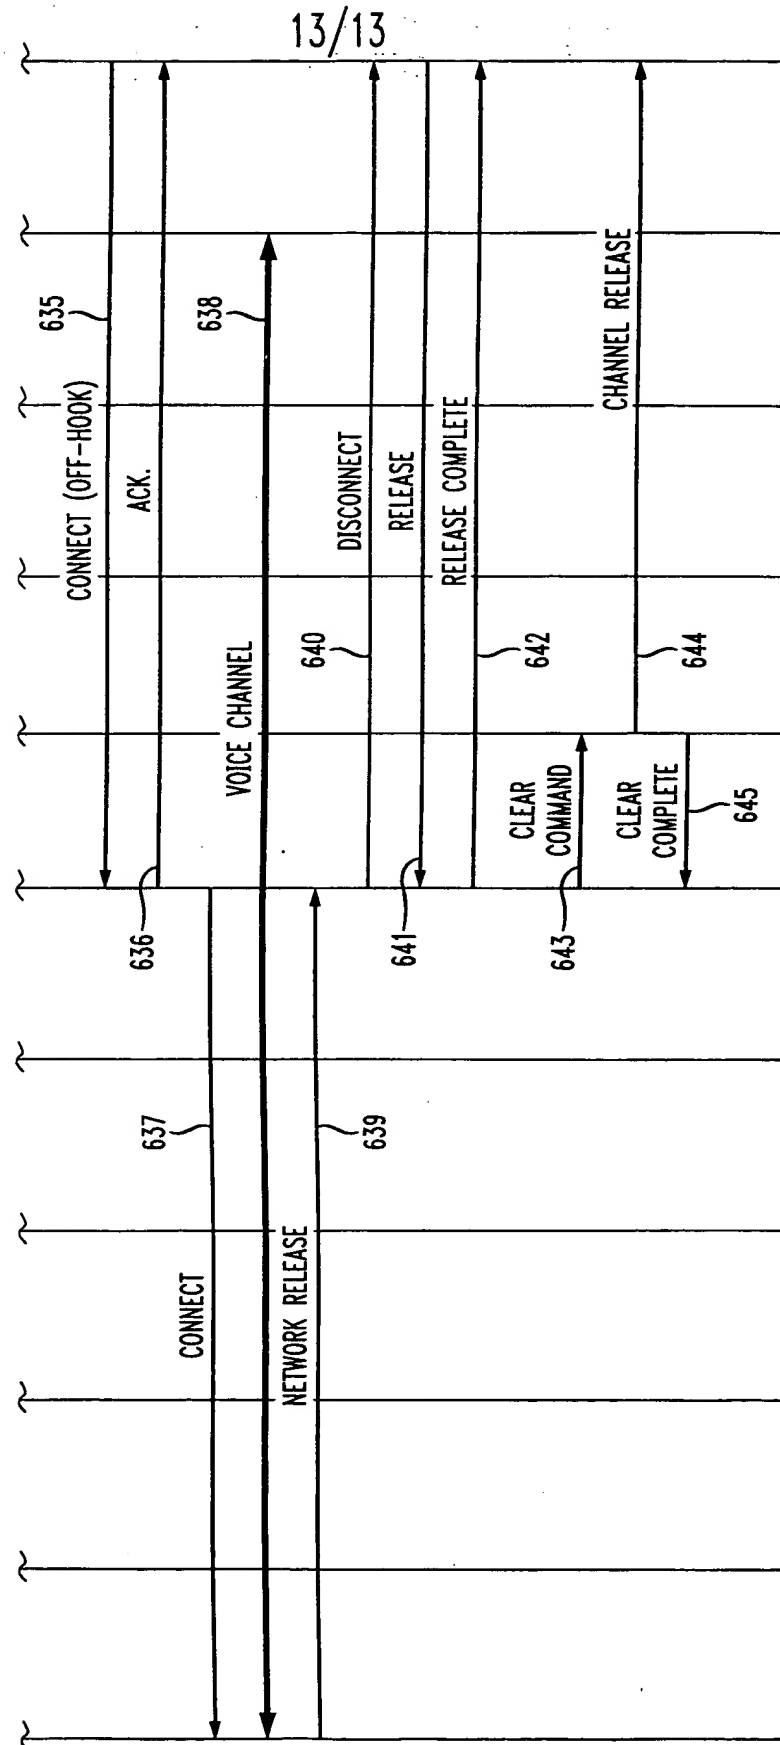 13/13
635
CONNECT (OFF-HOOK)
ACK.
636
CONNECT
637
638
VOICE CHANNEL
NETWORK RELEASE
639
DISCONNECT
640
RELEASE
641
RELEASE COMPLETE
642
CLEAR
COMMAND
643
CHANNEL RELEASE
644
CLEAR
COMPLETE
645